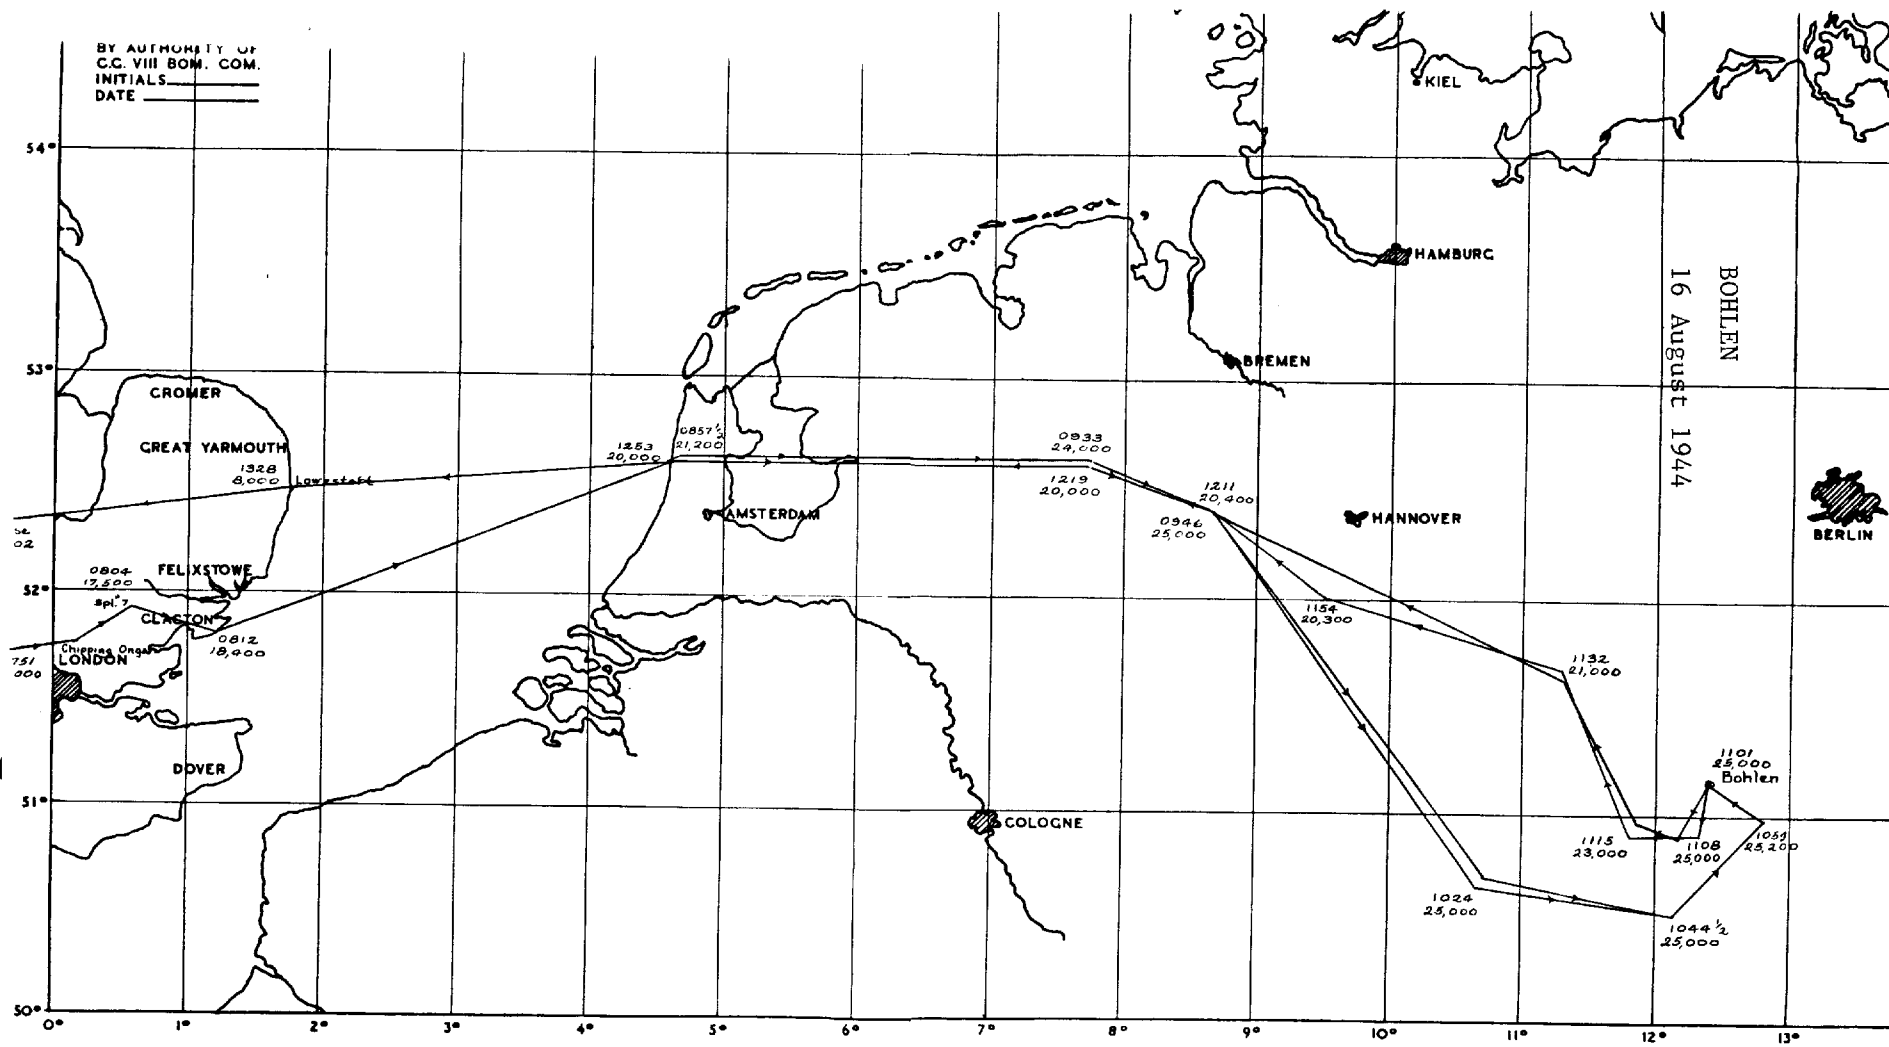 BY AUTHORITY OF
C.C. VIII BOM. COM.
INITIALS
DATE
KIEL
54°
HAMBURG
BOHLEN
16 August 1944
53°
BREMEN
CROMER
GREAT YARMOUTH
1328
8,000
Lowestoft
1253
20,000
0857½
21,200
0933
24,000
1219
20,000
1211
20,400
0946
25,000
AMSTERDAM
HANNOVER
BERLIN
02
52°
0804
17,500
FELIXSTOWE
Spl. 7
CLACTON
0812
18,400
Chipping Ongar
LONDON
751
000
1154
20,300
1132
21,000
DOVER
51°
COLOGNE
1101
25,000
Bohlen
1115
23,000
1108
25,000
25,200
1024
25,000
1044½
25,000
50°
0° 1° 2° 3° 4° 5° 6° 7° 8° 9° 10° 11° 12° 13°